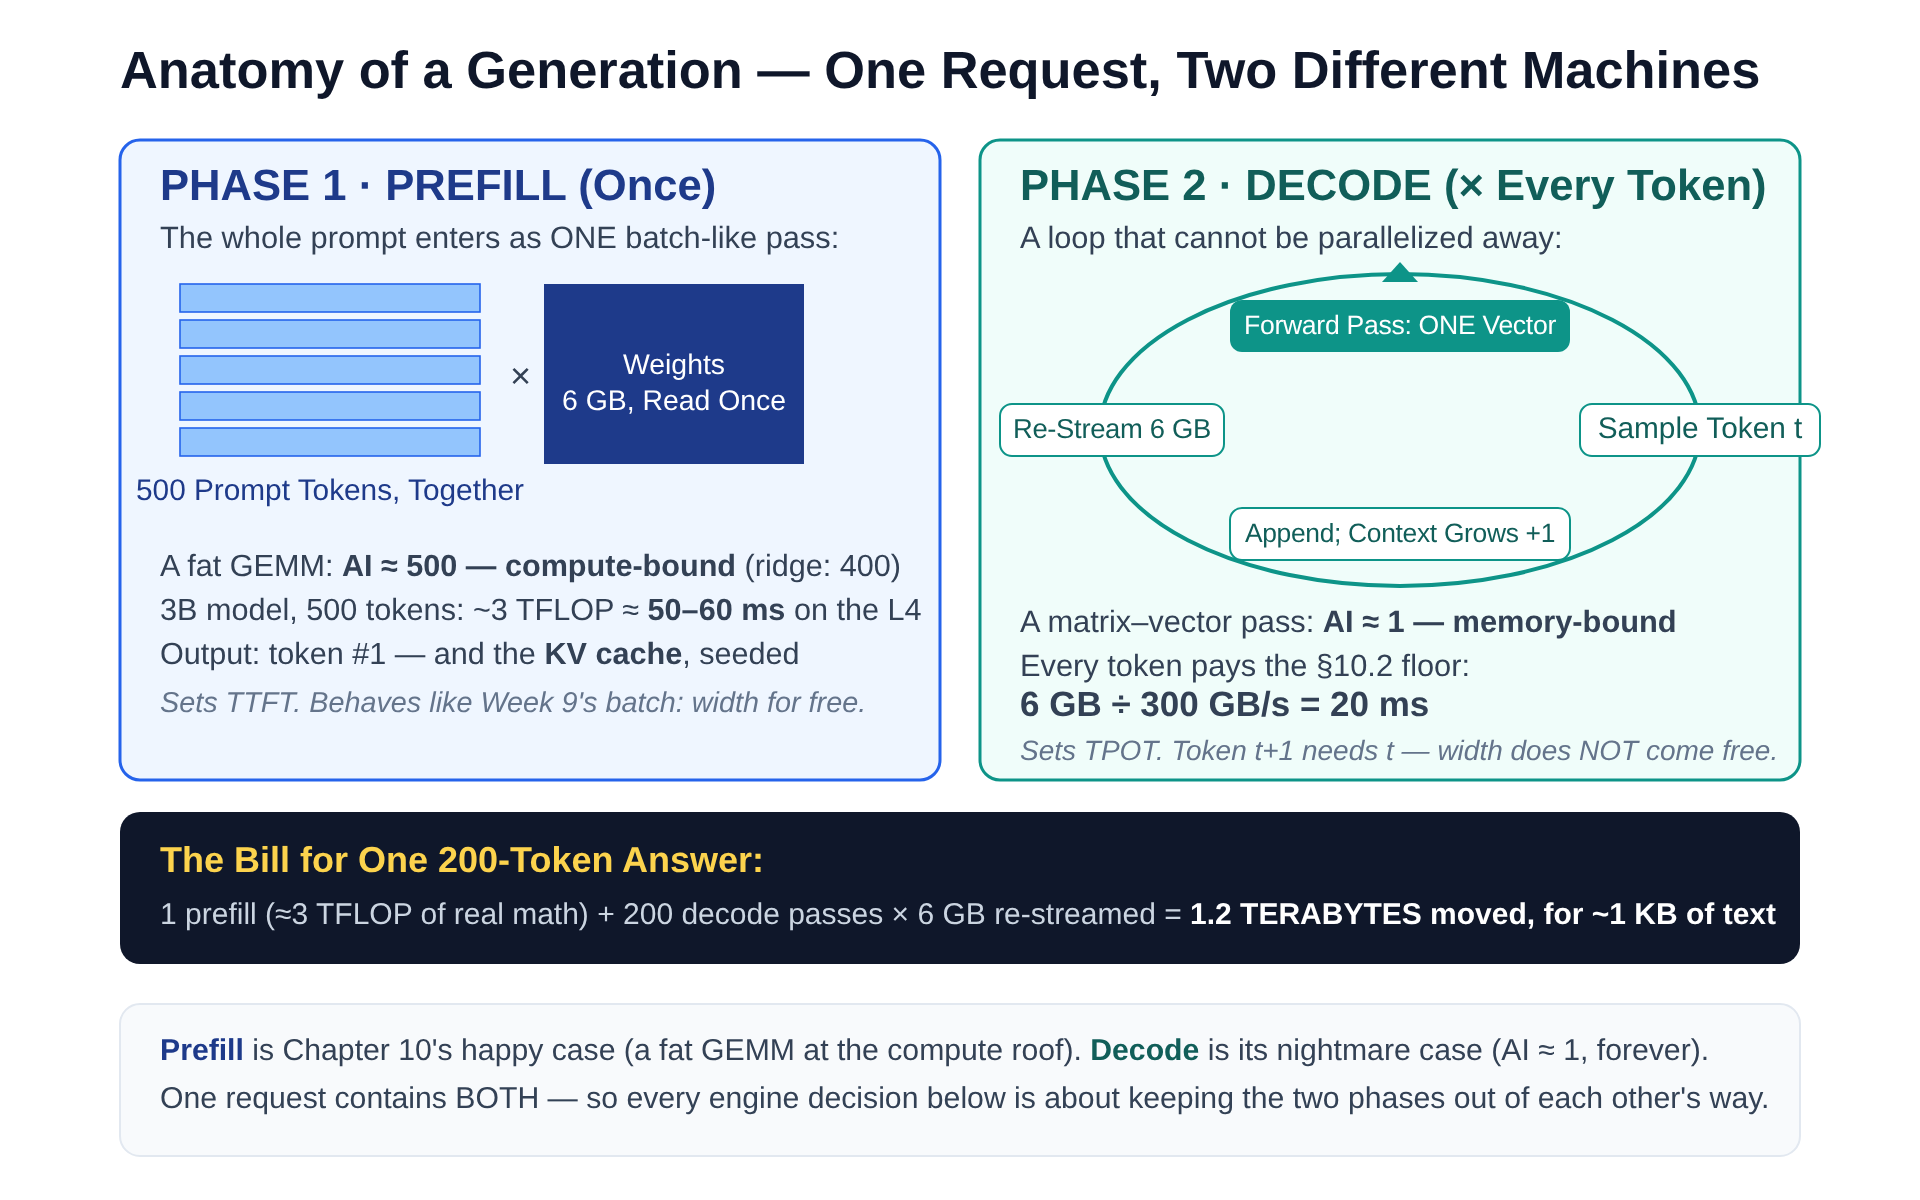 Anatomy of a Generation — One Request, Two Different Machines
PHASE 1 · PREFILL (Once)
The whole prompt enters as ONE batch-like pass:
×
Weights
6 GB, Read Once
500 Prompt Tokens, Together
A fat GEMM: AI ≈ 500 — compute-bound (ridge: 400)
3B model, 500 tokens: ~3 TFLOP ≈ 50–60 ms on the L4
Output: token #1 — and the KV cache, seeded
Sets TTFT. Behaves like Week 9's batch: width for free.
PHASE 2 · DECODE (× Every Token)
A loop that cannot be parallelized away:
Forward Pass: ONE Vector
Re-Stream 6 GB
Sample Token t
Append; Context Grows +1
A matrix–vector pass: AI ≈ 1 — memory-bound
Every token pays the §10.2 floor:
6 GB ÷ 300 GB/s = 20 ms
Sets TPOT. Token t+1 needs t — width does NOT come free.
The Bill for One 200-Token Answer:
1 prefill (≈3 TFLOP of real math) + 200 decode passes × 6 GB re-streamed = 1.2 TERABYTES moved, for ~1 KB of text
Prefill is Chapter 10's happy case (a fat GEMM at the compute roof). Decode is its nightmare case (AI ≈ 1, forever).
One request contains BOTH — so every engine decision below is about keeping the two phases out of each other's way.